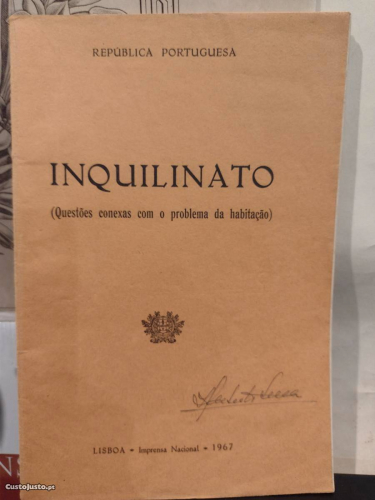 REPÚBLICA PORTUGUESA
INQUILINATO
(Questões conexas com o problema da habitação)
LISBOA - Imprensa Nacional - 1967
CustoJusto.pt